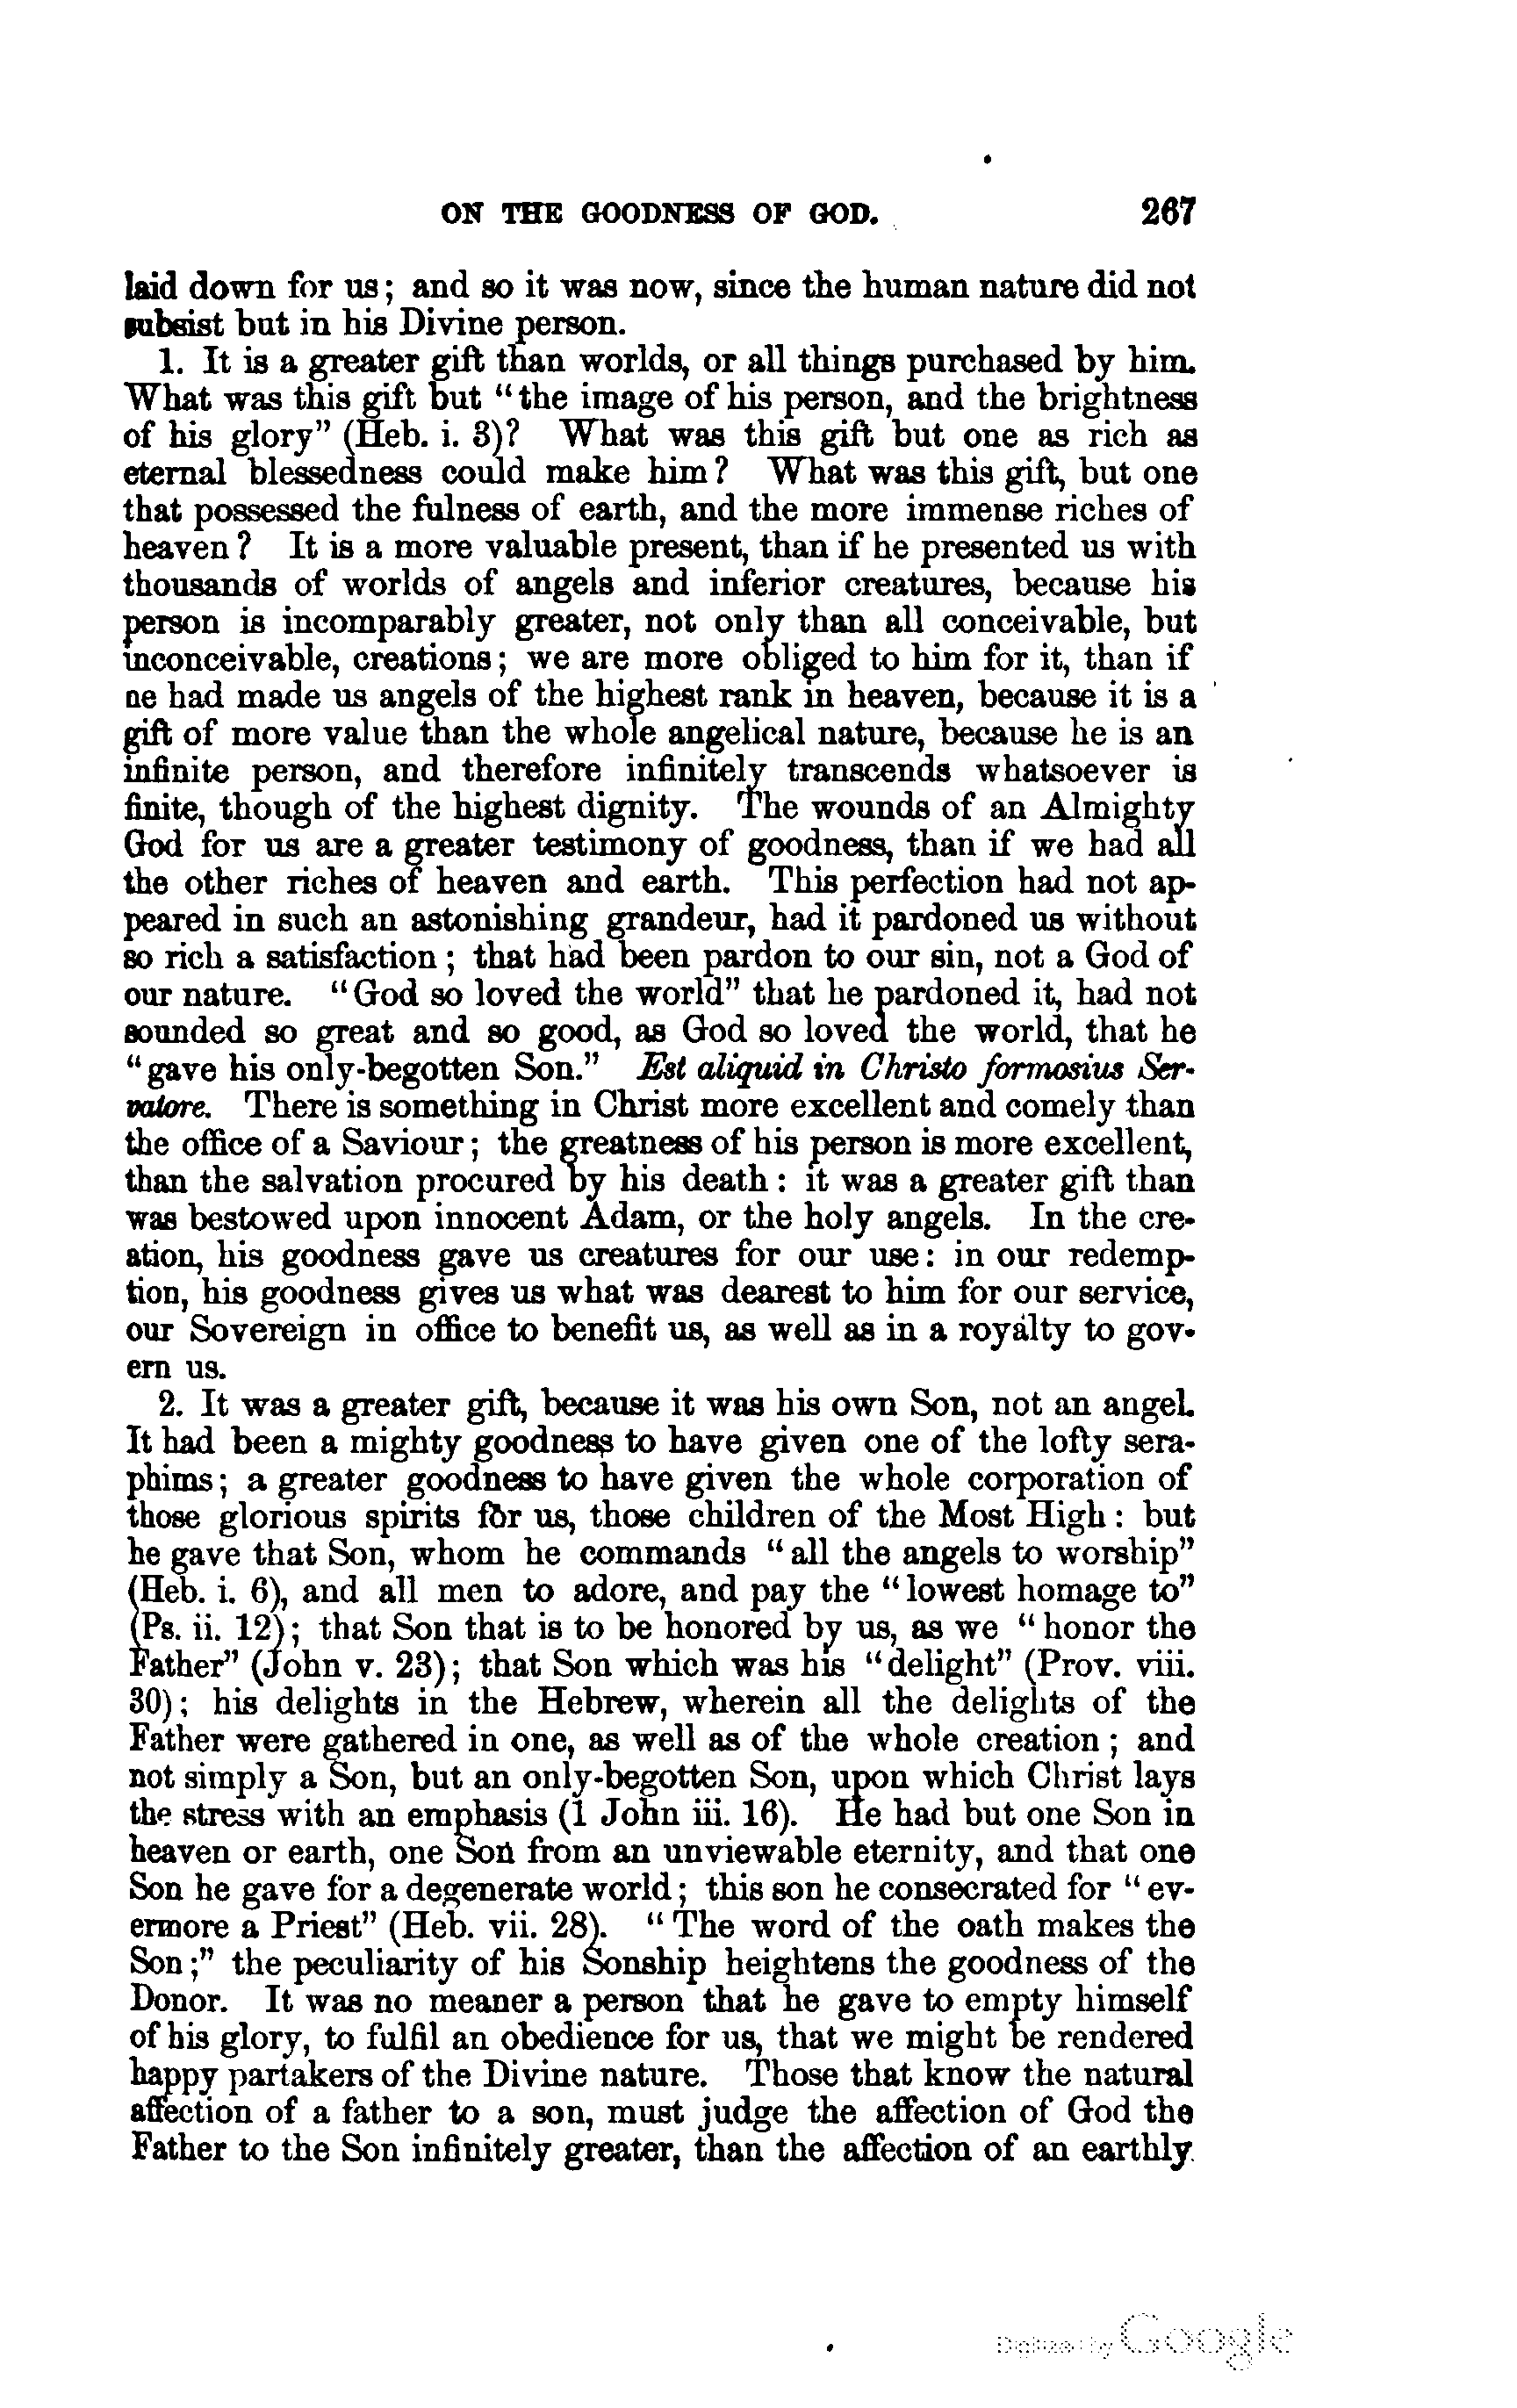 ON THE GOODNESS OF GOD. 267
laid down for us; and so it was now, since the human nature did not
subsist but in his Divine person.
1. It is a greater gift than worlds, or all things purchased by him.
What was this gift but "the image of his person, and the brightness
of his glory" (Heb. i. 3)? What was this gift but one as rich as
eternal blessedness could make him? What was this gift, but one
that possessed the fulness of earth, and the more immense riches of
heaven? It is a more valuable present, than if he presented us with
thousands of worlds of angels and inferior creatures, because his
person is incomparably greater, not only than all conceivable, but
inconceivable, creations; we are more obliged to him for it, than if
he had made us angels of the highest rank in heaven, because it is a
gift of more value than the whole angelical nature, because he is an
infinite person, and therefore infinitely transcends whatsoever is
finite, though of the highest dignity. The wounds of an Almighty
God for us are a greater testimony of goodness, than if we had all
the other riches of heaven and earth. This perfection had not ap-
peared in such an astonishing grandeur, had it pardoned us without
so rich a satisfaction; that had been pardon to our sin, not a God of
our nature. "God so loved the world" that he pardoned it, had not
sounded so great and so good, as God so loved the world, that he
"gave his only-begotten Son." Est aliquid in Christo formosius Ser-
vatore. There is something in Christ more excellent and comely than
the office of a Saviour; the greatness of his person is more excellent,
than the salvation procured by his death: it was a greater gift than
was bestowed upon innocent Adam, or the holy angels. In the cre-
ation, his goodness gave us creatures for our use: in our redemp-
tion, his goodness gives us what was dearest to him for our service,
our Sovereign in office to benefit us, as well as in a royalty to gov-
ern us.
2. It was a greater gift, because it was his own Son, not an angel.
It had been a mighty goodness to have given one of the lofty sera-
phims; a greater goodness to have given the whole corporation of
those glorious spirits for us, those children of the Most High: but
he gave that Son, whom he commands "all the angels to worship"
(Heb. i. 6), and all men to adore, and pay the "lowest homage to"
(Ps. ii. 12); that Son that is to be honored by us, as we "honor the
Father" (John v. 23); that Son which was his "delight" (Prov. viii.
30); his delights in the Hebrew, wherein all the delights of the
Father were gathered in one, as well as of the whole creation; and
not simply a Son, but an only-begotten Son, upon which Christ lays
the stress with an emphasis (1 John iii. 16). He had but one Son in
heaven or earth, one Son from an unviewable eternity, and that one
Son he gave for a degenerate world; this son he consecrated for "ev-
ermore a Priest" (Heb. vii. 28). "The word of the oath makes the
Son;" the peculiarity of his Sonship heightens the goodness of the
Donor. It was no meaner a person that he gave to empty himself
of his glory, to fulfil an obedience for us, that we might be rendered
happy partakers of the Divine nature. Those that know the natural
affection of a father to a son, must judge the affection of God the
Father to the Son infinitely greater, than the affection of an earthly
Digitized by Google